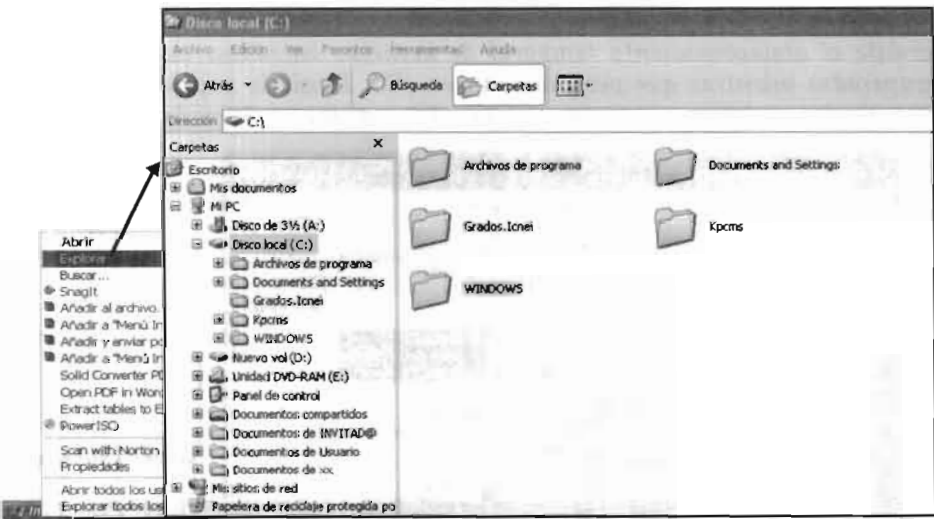 Disco local (C:)
Archivo Edición Ver Favoritos Herramientas Ayuda
Atrás Búsqueda Carpetas
Dirección C:\
Carpetas
Escritorio
Mis documentos
Mi PC
Disco de 3½ (A:)
Disco local (C:)
Archivos de programa
Documents and Settings
Grados.Icnei
Kpcms
WINDOWS
Nuevo vol (D:)
Unidad DVD-RAM (E:)
Panel de control
Documentos compartidos
Documentos de INVITAD@
Documentos de Usuario
Documentos de xx
Mis sitios de red
Papelera de reciclaje protegida po
Archivos de programa
Documents and Settings
Grados.Icnei
Kpcms
WINDOWS
Abrir
Explorar
Buscar...
SnagIt
Añadir al archivo.
Añadir a "Menú In
Añadir y enviar po
Añadir a "Menú In
Solid Converter PD
Open PDF in Word
Extract tables to E
PowerISO
Scan with Norton
Propiedades
Abrir todos los us
Explorar todos los